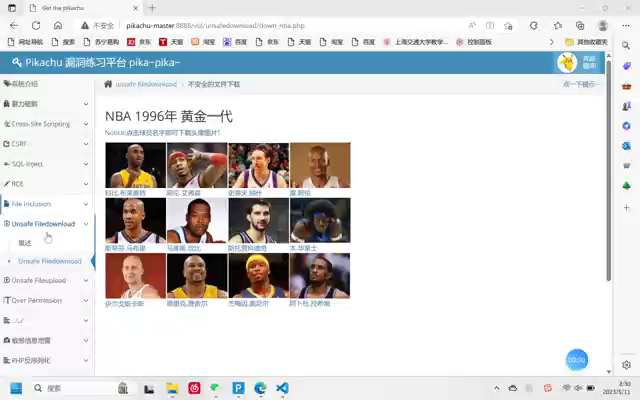 Get the pikachu
不安全
pikachu-master:8088/vul/unsafedownload/down_nba.php
网址导航
搜索
苏宁易购
京东
天猫
淘宝
百度
京东
天猫
淘宝
百度
上海交通大学教学...
控制面板
其他收藏夹
Pikachu 漏洞练习平台 pika~pika~
欢迎
骚年
系统介绍
暴力破解
Cross-Site Scripting
CSRF
SQL-Inject
RCE
File Inclusion
Unsafe Filedownload
概述
Unsafe Filedownload
Unsafe Fileupload
Over Permission
../../
敏感信息泄露
PHP反序列化
unsafe filedownload
不安全的文件下载
点一下提示~
NBA 1996年 黄金一代
Notice:点击球员名字即可下载头像图片!
科比.布莱恩特
阿伦.艾弗森
史蒂夫.纳什
雷.阿伦
斯蒂芬.马布里
马库斯.坎比
斯托贾科维奇
本.华莱士
伊尔戈斯卡斯
德里克.费舍尔
杰梅因.奥尼尔
阿卜杜.拉希姆
00:00
搜索
8:30
2023/5/11